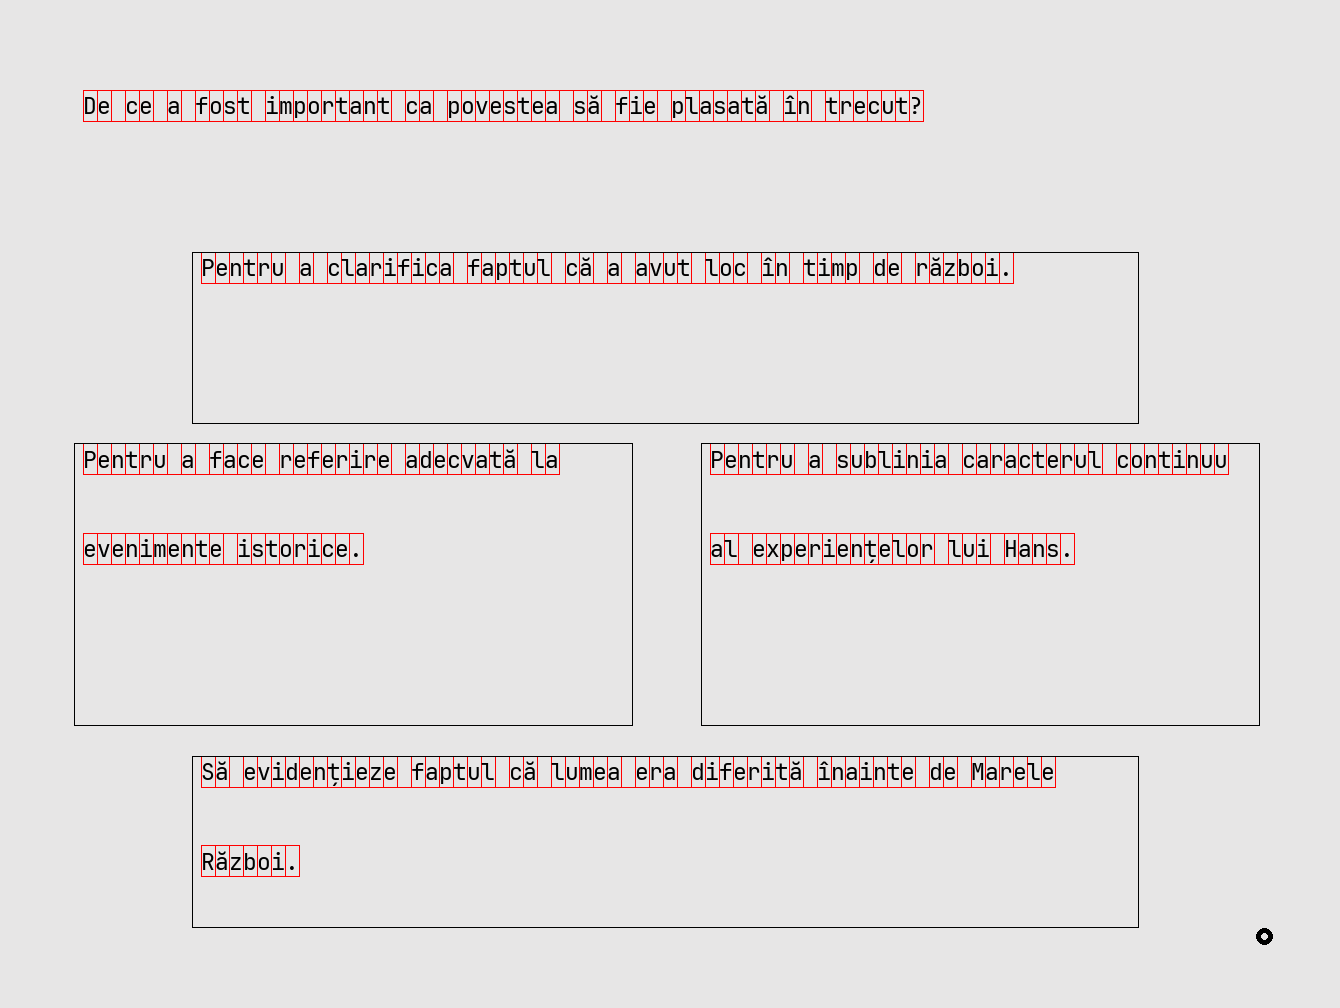 De ce a fost important ca povestea să fie plasată în trecut?
Pentru a clarifica faptul că a avut loc în timp de război.
Pentru a face referire adecvată la
evenimente istorice.
Pentru a sublinia caracterul continuu
al experiențelor lui Hans.
Să evidențieze faptul că lumea era diferită înainte de Marele
Război.